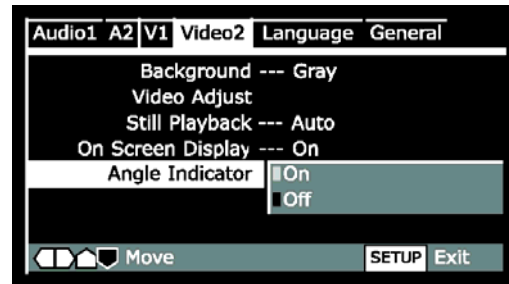 Audio1 A2 V1 Video2 Language General
Background --- Gray
Video Adjust
Still Playback --- Auto
On Screen Display --- On
Angle Indicator On
Off
Move SETUP Exit